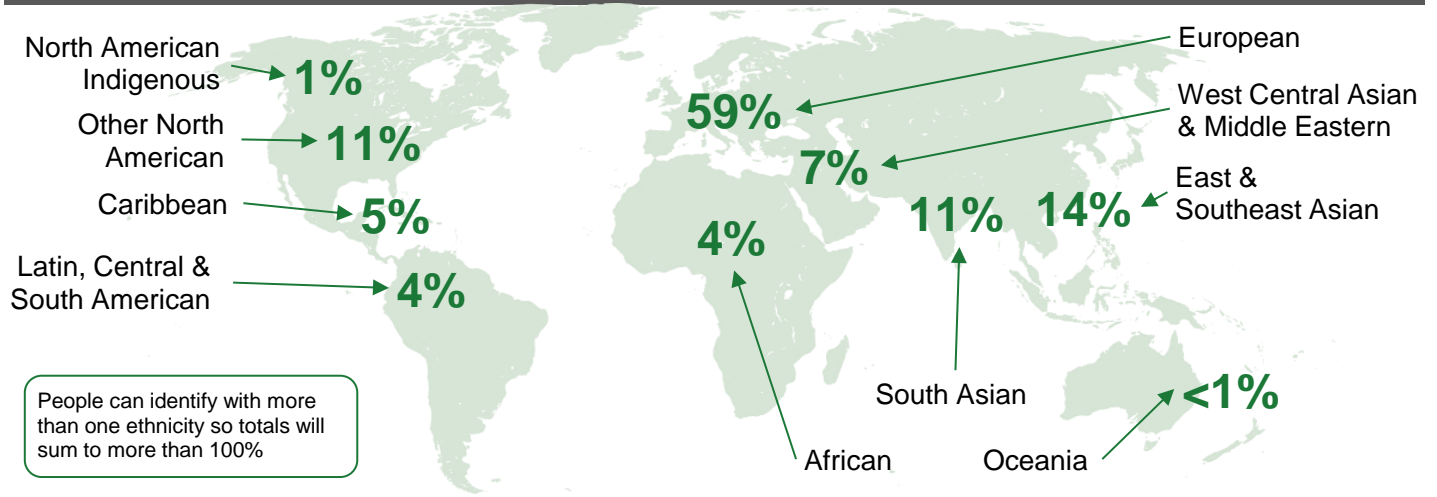 North American
Indigenous
1%
Other North
American
11%
Caribbean
5%
Latin, Central &
South American
4%
European
59%
West Central Asian
& Middle Eastern
7%
East &
Southeast Asian
14%
11%
South Asian
4%
African
<1%
Oceania
People can identify with more
than one ethnicity so totals will
sum to more than 100%